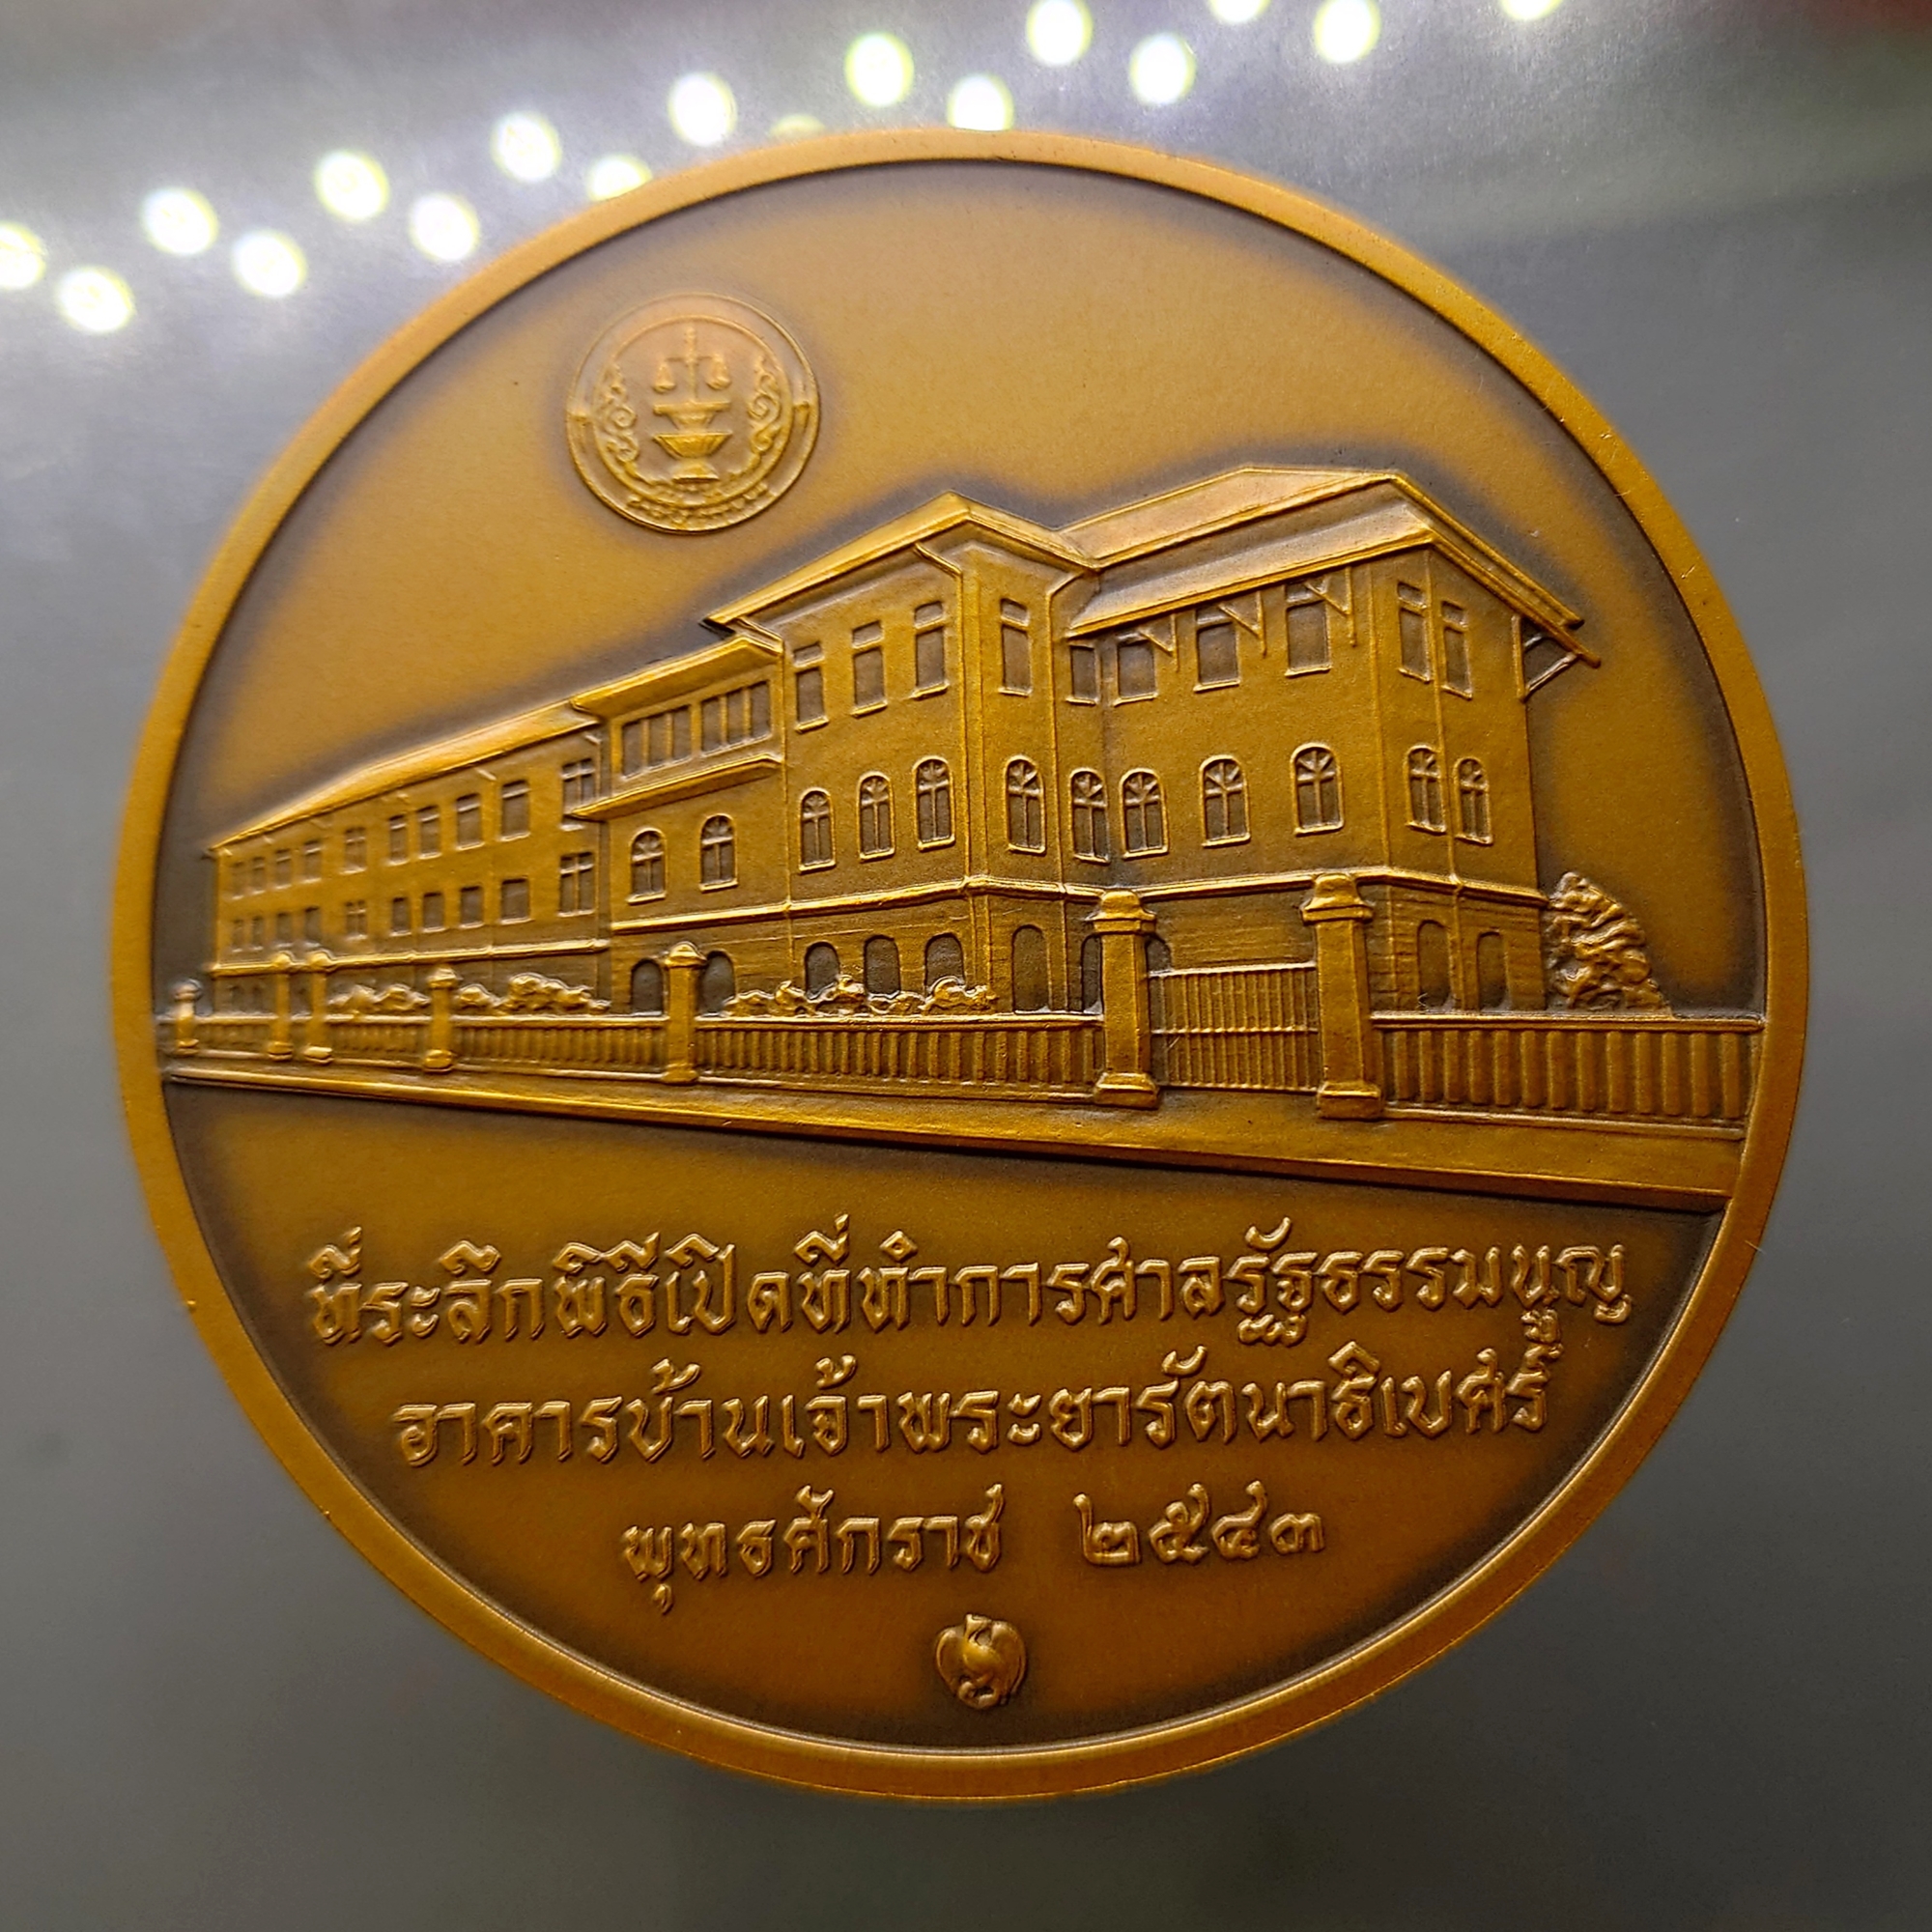 ที่ระลึกพิธีเปิดที่ทำการศาลรัฐธรรมนูญ
อาคารบ้านเจ้าพระยารัตนาธิเบศร์
พุทธศักราช ๒๕๔๓